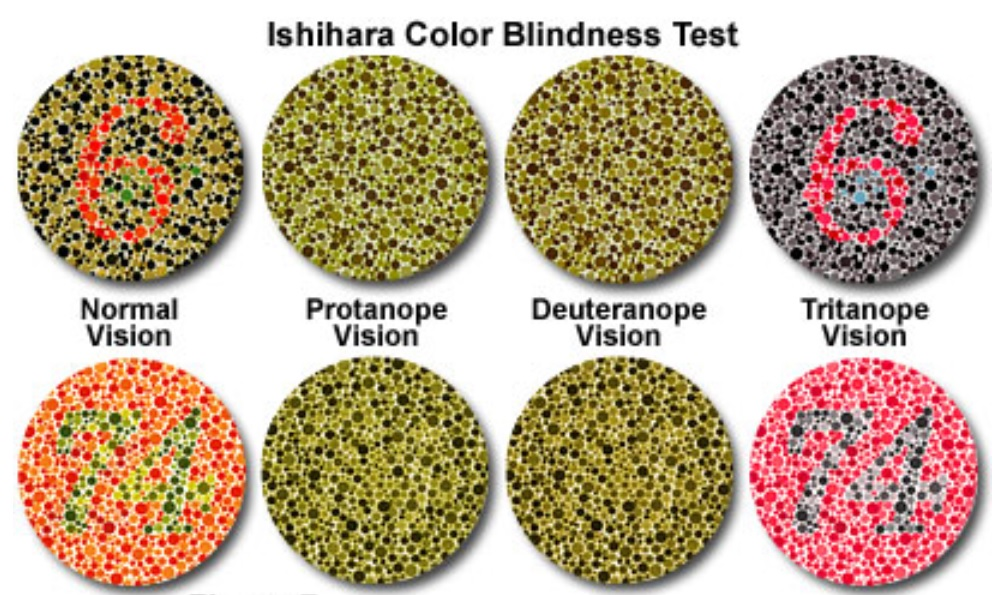 Ishihara Color Blindness Test
6
6
Normal
Vision
Protanope
Vision
Deuteranope
Vision
Tritanope
Vision
74
74